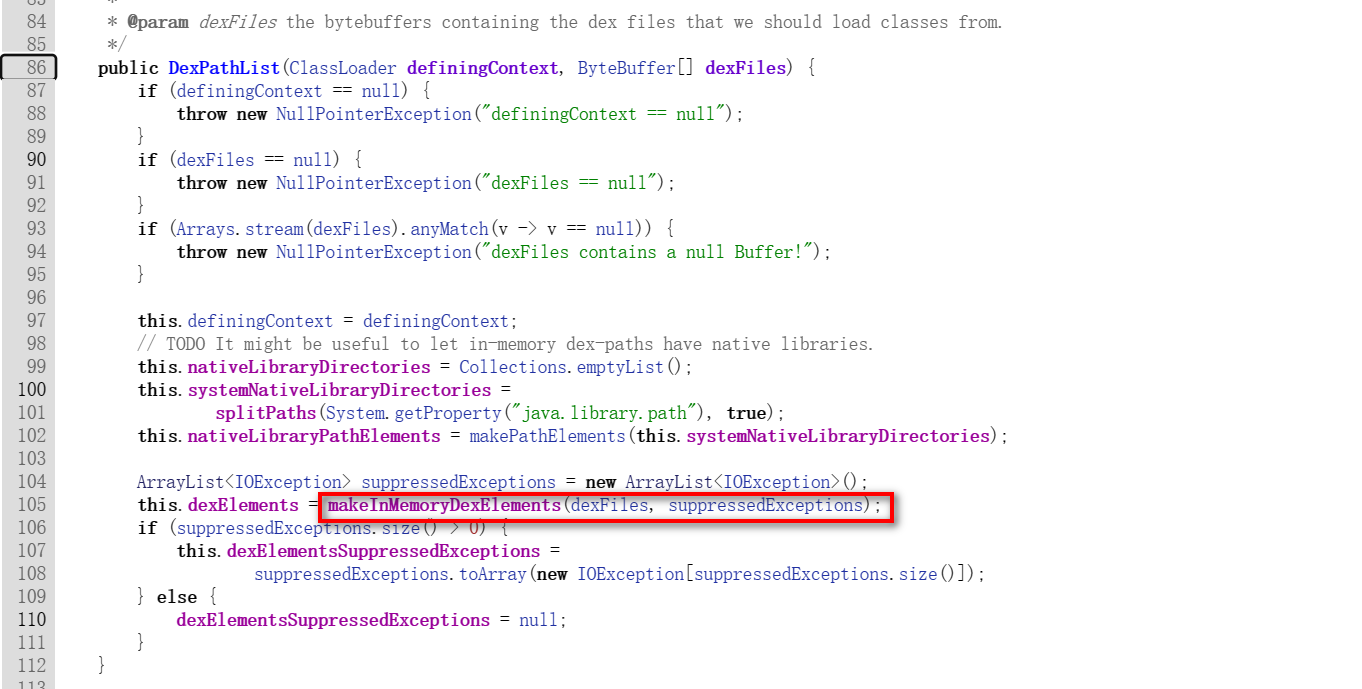 83      *
84      * @param dexFiles the bytebuffers containing the dex files that we should load classes from.
85      */
86     public DexPathList(ClassLoader definingContext, ByteBuffer[] dexFiles) {
87         if (definingContext == null) {
88             throw new NullPointerException("definingContext == null");
89         }
90         if (dexFiles == null) {
91             throw new NullPointerException("dexFiles == null");
92         }
93         if (Arrays.stream(dexFiles).anyMatch(v -> v == null)) {
94             throw new NullPointerException("dexFiles contains a null Buffer!");
95         }
96
97         this.definingContext = definingContext;
98         // TODO It might be useful to let in-memory dex-paths have native libraries.
99         this.nativeLibraryDirectories = Collections.emptyList();
100         this.systemNativeLibraryDirectories =
101                 splitPaths(System.getProperty("java.library.path"), true);
102         this.nativeLibraryPathElements = makePathElements(this.systemNativeLibraryDirectories);
103
104         ArrayList<IOException> suppressedExceptions = new ArrayList<IOException>();
105         this.dexElements = makeInMemoryDexElements(dexFiles, suppressedExceptions);
106         if (suppressedExceptions.size() > 0) {
107             this.dexElementsSuppressedExceptions =
108                     suppressedExceptions.toArray(new IOException[suppressedExceptions.size()]);
109         } else {
110             dexElementsSuppressedExceptions = null;
111         }
112     }
113